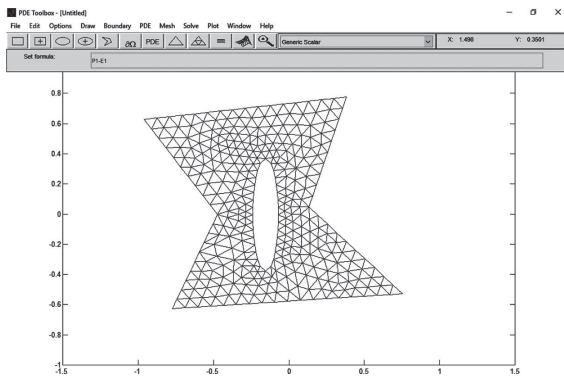 PDE Toolbox - [Untitled]
File Edit Options Draw Boundary PDE Mesh Solve Plot Window Help
∂Ω PDE = Generic Scalar X: 1.498 Y: 0.3501
Set formula: P1-E1
0.8
0.6
0.4
0.2
0
-0.2
-0.4
-0.6
-0.8
-1
-1.5 -1 -0.5 0 0.5 1 1.5